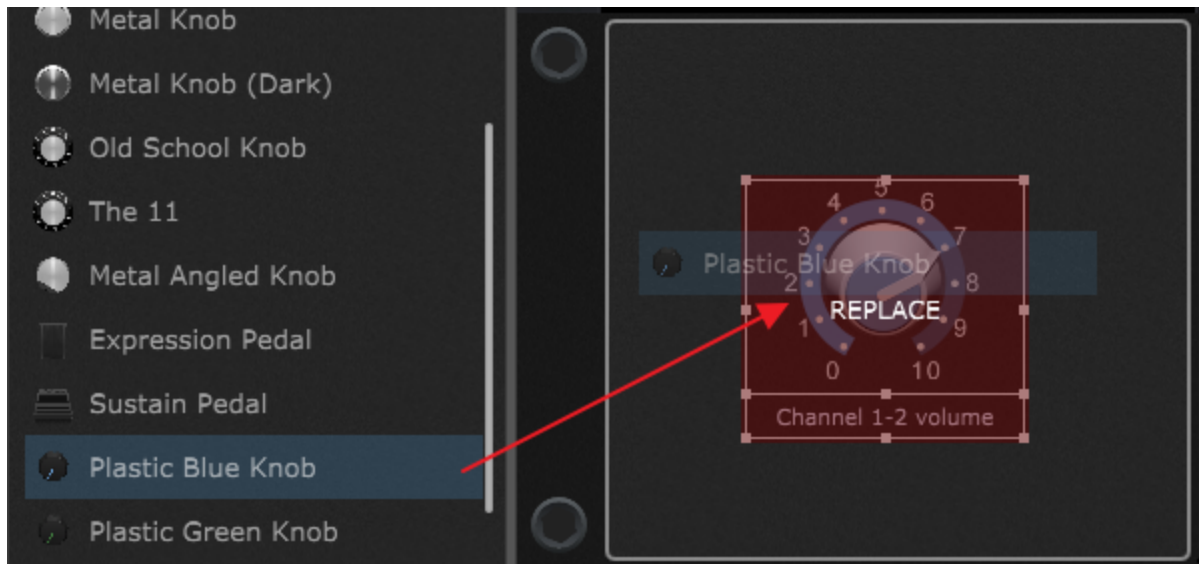 Metal Knob
Metal Knob (Dark)
Old School Knob
The 11
Metal Angled Knob
Expression Pedal
Sustain Pedal
Plastic Blue Knob
Plastic Green Knob
5
4 6
3 7
Plastic Blue Knob
2 8
REPLACE
1 9
0 10
Channel 1-2 volume